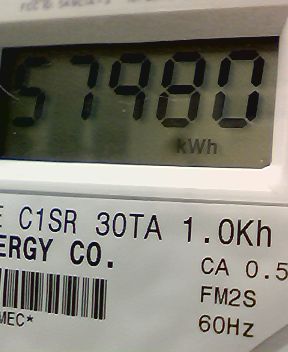 57980
kWh
E C1SR 30TA 1.0Kh
ERGY CO.
CA 0.5
FM2S
MEC*
60Hz